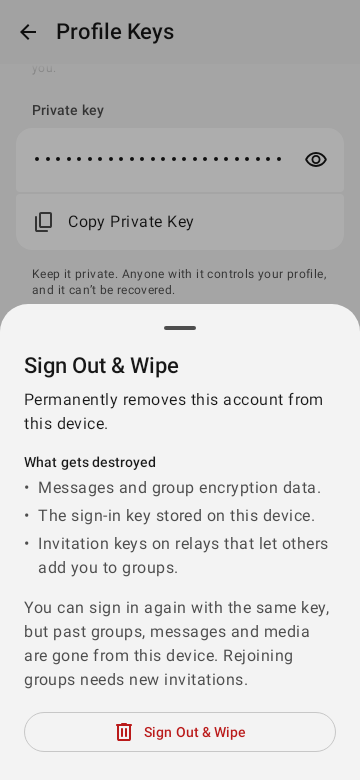 Profile Keys
you.
Private key
Copy Private Key
Keep it private. Anyone with it controls your profile,
and it can't be recovered.
Sign Out & Wipe
Permanently removes this account from
this device.
What gets destroyed
• Messages and group encryption data.
• The sign-in key stored on this device.
• Invitation keys on relays that let others
add you to groups.
You can sign in again with the same key,
but past groups, messages and media
are gone from this device. Rejoining
groups needs new invitations.
Sign Out & Wipe